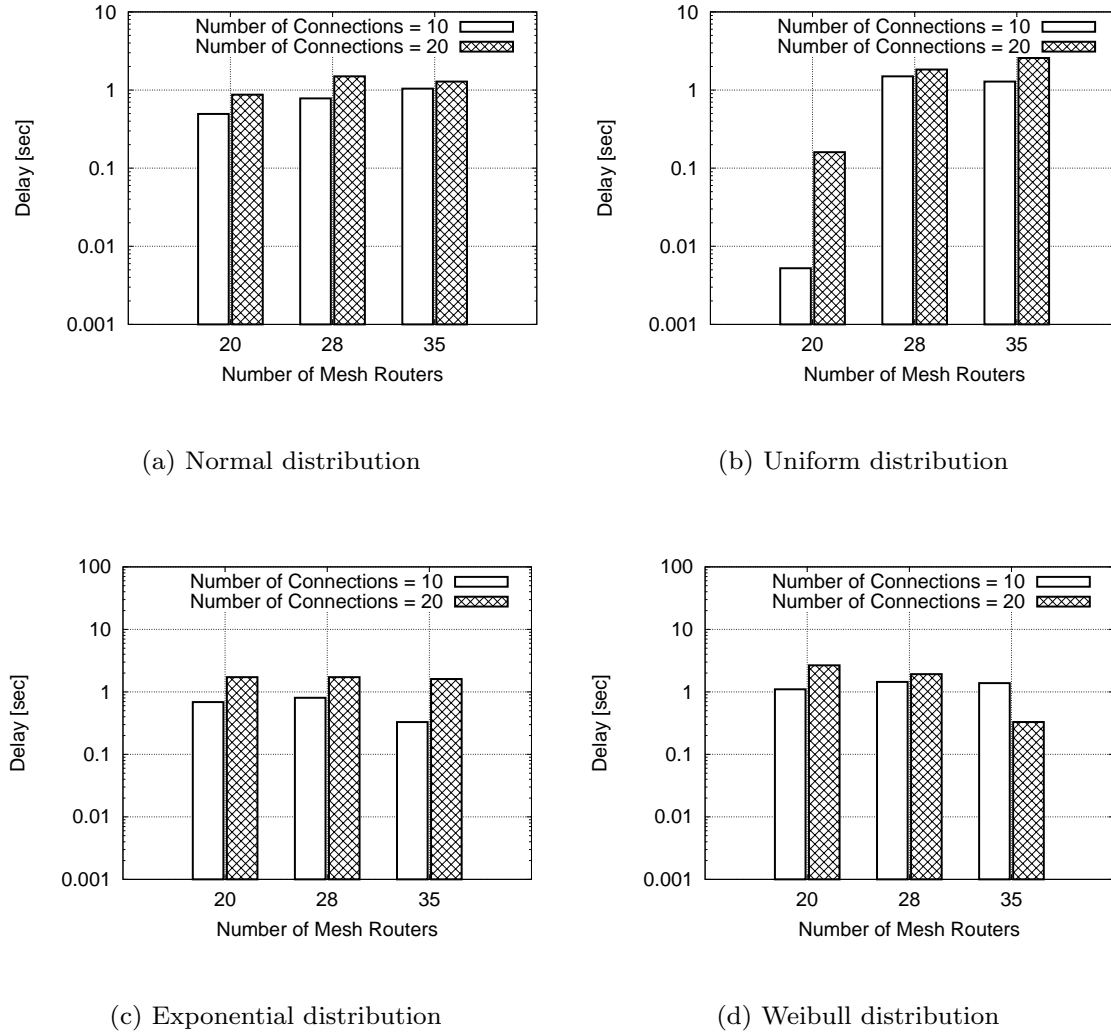 10
1
0.1
0.01
0.001
Delay [sec]
Number of Connections = 10
Number of Connections = 20
20 28 35
Number of Mesh Routers
(a) Normal distribution
10
1
0.1
0.01
0.001
Delay [sec]
Number of Connections = 10
Number of Connections = 20
20 28 35
Number of Mesh Routers
(b) Uniform distribution
100
10
1
0.1
0.01
0.001
Delay [sec]
Number of Connections = 10
Number of Connections = 20
20 28 35
Number of Mesh Routers
(c) Exponential distribution
100
10
1
0.1
0.01
0.001
Delay [sec]
Number of Connections = 10
Number of Connections = 20
20 28 35
Number of Mesh Routers
(d) Weibull distribution